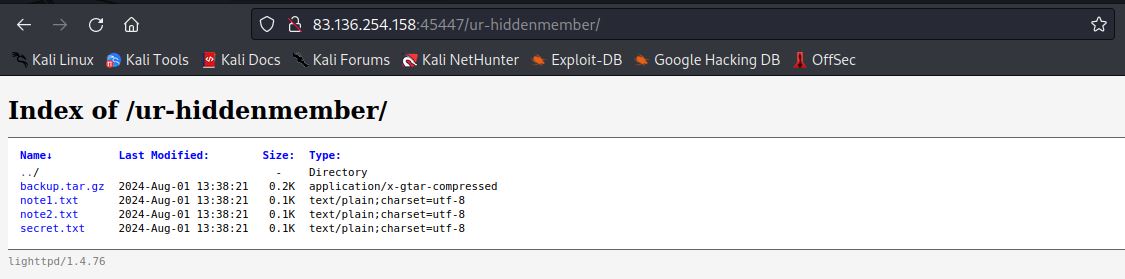 83.136.254.158:45447/ur-hiddenmember/
Kali Linux Kali Tools Kali Docs Kali Forums Kali NetHunter Exploit-DB Google Hacking DB OffSec
Index of /ur-hiddenmember/
Name↓ Last Modified: Size: Type:
../ - Directory
backup.tar.gz 2024-Aug-01 13:38:21 0.2K application/x-gtar-compressed
note1.txt 2024-Aug-01 13:38:21 0.1K text/plain;charset=utf-8
note2.txt 2024-Aug-01 13:38:21 0.1K text/plain;charset=utf-8
secret.txt 2024-Aug-01 13:38:21 0.1K text/plain;charset=utf-8
lighttpd/1.4.76